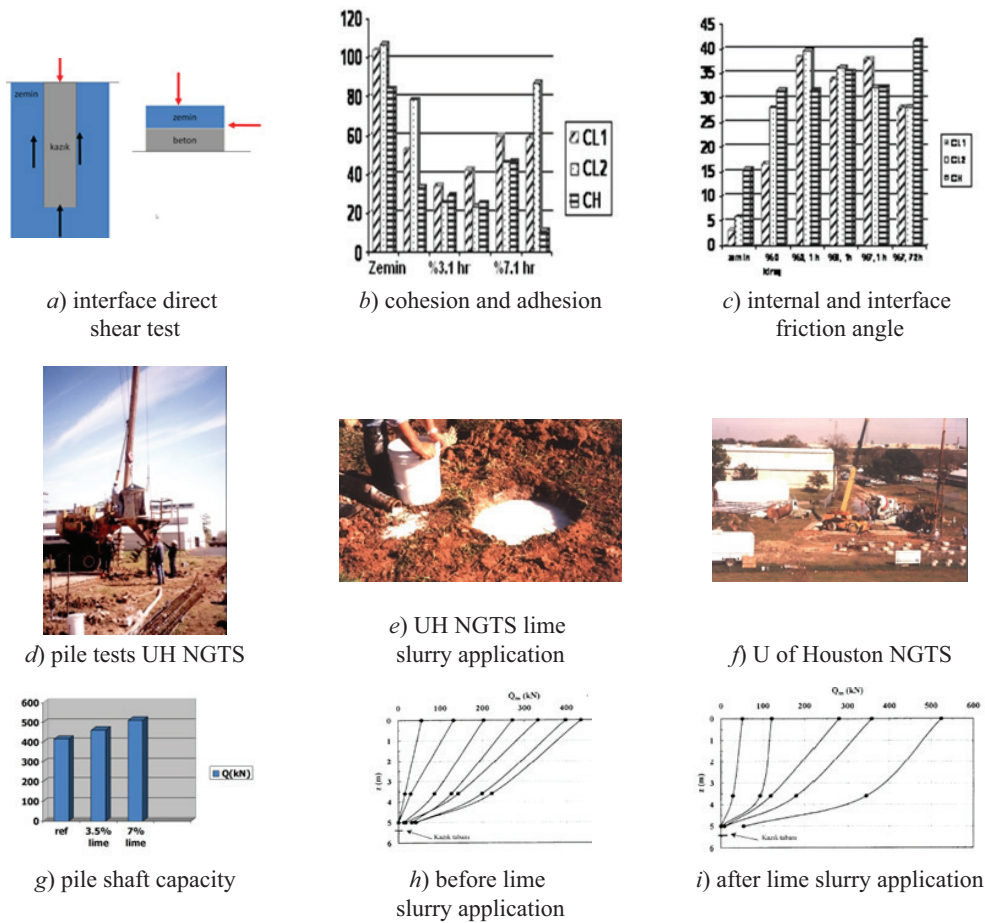 zemin
kazık
zemin
beton
120
100
80
60
40
20
0
Zemin
%3.1 hr
%7.1 hr
CL1
CL2
CH
45
40
35
30
25
20
15
10
5
0
CL1
CL2
CH
a) interface direct
shear test
b) cohesion and adhesion
c) internal and interface
friction angle
d) pile tests UH NGTS
e) UH NGTS lime
slurry application
f) U of Houston NGTS
600
500
400
300
200
100
0
ref
3.5%
lime
7%
lime
Q(kN)
(kN)
0 100 200 300 400
0
1
2
3
4
5
6
z (m)
Kazık tabanı
(kN)
0 100 200 300 400 500 600
0
1
2
3
4
5
6
z (m)
Kazık tabanı
g) pile shaft capacity
h) before lime
slurry application
i) after lime slurry application